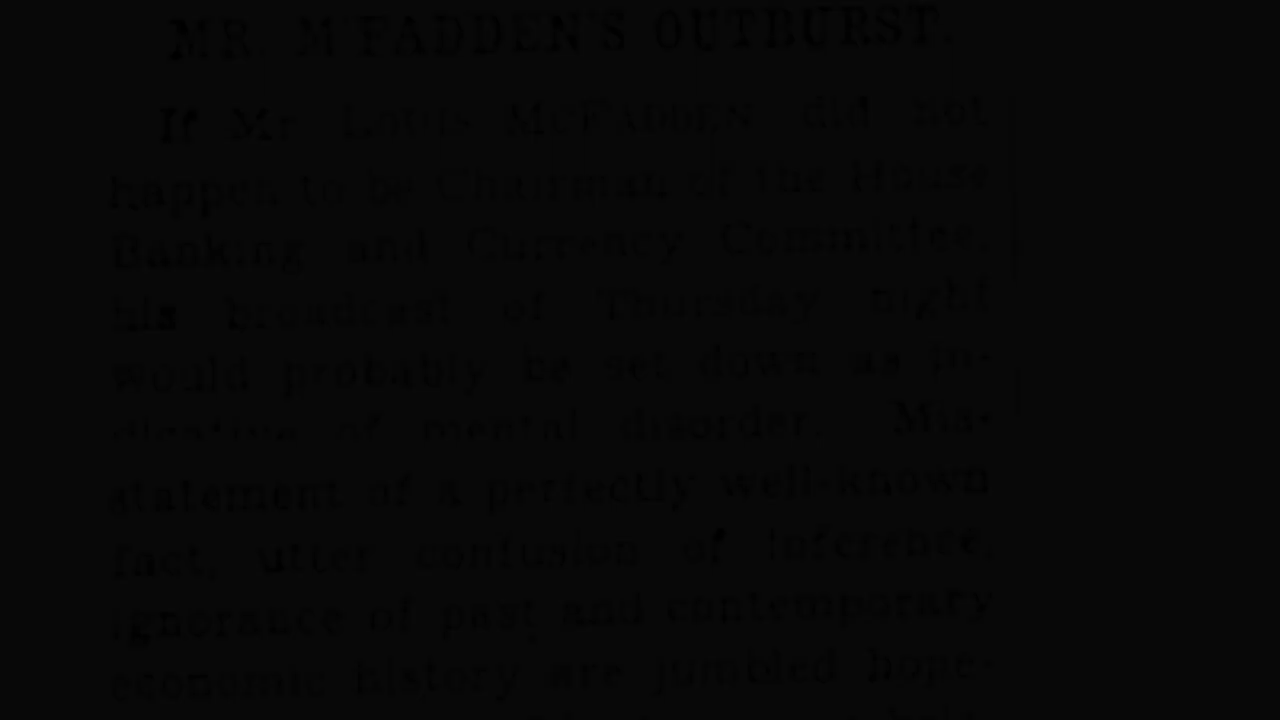 MR. M'FADDEN'S OUTBURST.
If Mr. LOUIS MCFADDEN did not
happen to be Chairman of the House
Banking and Currency Committee,
his broadcast of Thursday night
would probably be set down as in-
dicative of mental disorder. Mis-
statement of a perfectly well-known
fact, utter confusion of inference,
ignorance of past and contemporary
economic history are jumbled hope-